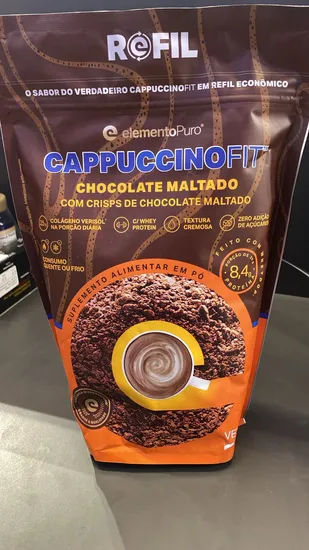 REFIL
O SABOR DO VERDADEIRO CAPPUCCINOFIT EM REFIL ECONÔMICO
elementoPuro®
CAPPUCCINOFIT
CHOCOLATE MALTADO
COM CRISPS DE CHOCOLATE MALTADO
COLÁGENO VERISOL®
NA PORÇÃO DIÁRIA
C/ WHEY
PROTEIN
TEXTURA
CREMOSA
ZERO ADIÇÃO
DE AÇÚCAR
CONSUMO
QUENTE OU FRIO
FEITO COM
PORÇÃO DE
8,4g
PROTEÍNA
SUPLEMENTO ALIMENTAR EM PÓ